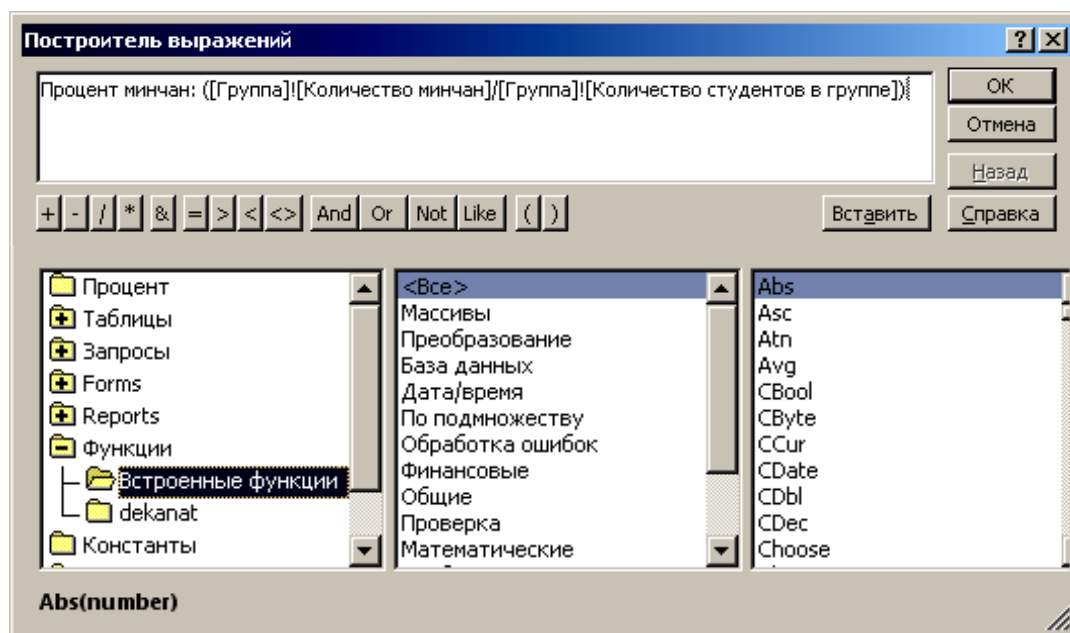 Построитель выражений
Процент минчан: ([Группа]![Количество минчан]/[Группа]![Количество студентов в группе])
OK
Отмена
Назад
+ - / * & = > < <> And Or Not Like ( ) Вставить Справка
Процент <Все> Abs
Таблицы Массивы Asc
Запросы Преобразование Atn
Forms База данных Avg
Reports Дата/время CBool
Функции По подмножеству CByte
Встроенные функции Обработка ошибок CCur
dekanat Финансовые CDate
Константы Общие CDbl
Проверка CDec
Математические Choose
Abs(number)